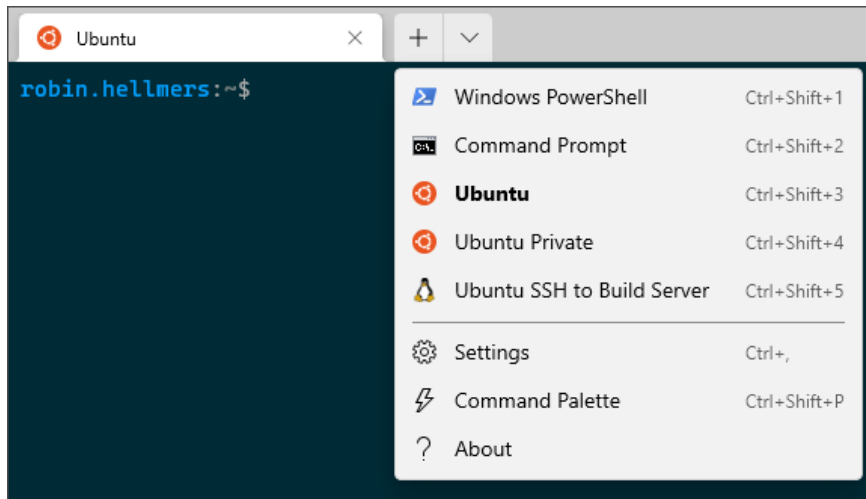 Ubuntu
robin.hellmers:~$
Windows PowerShell Ctrl+Shift+1
Command Prompt Ctrl+Shift+2
Ubuntu Ctrl+Shift+3
Ubuntu Private Ctrl+Shift+4
Ubuntu SSH to Build Server Ctrl+Shift+5
Settings Ctrl+,
Command Palette Ctrl+Shift+P
About